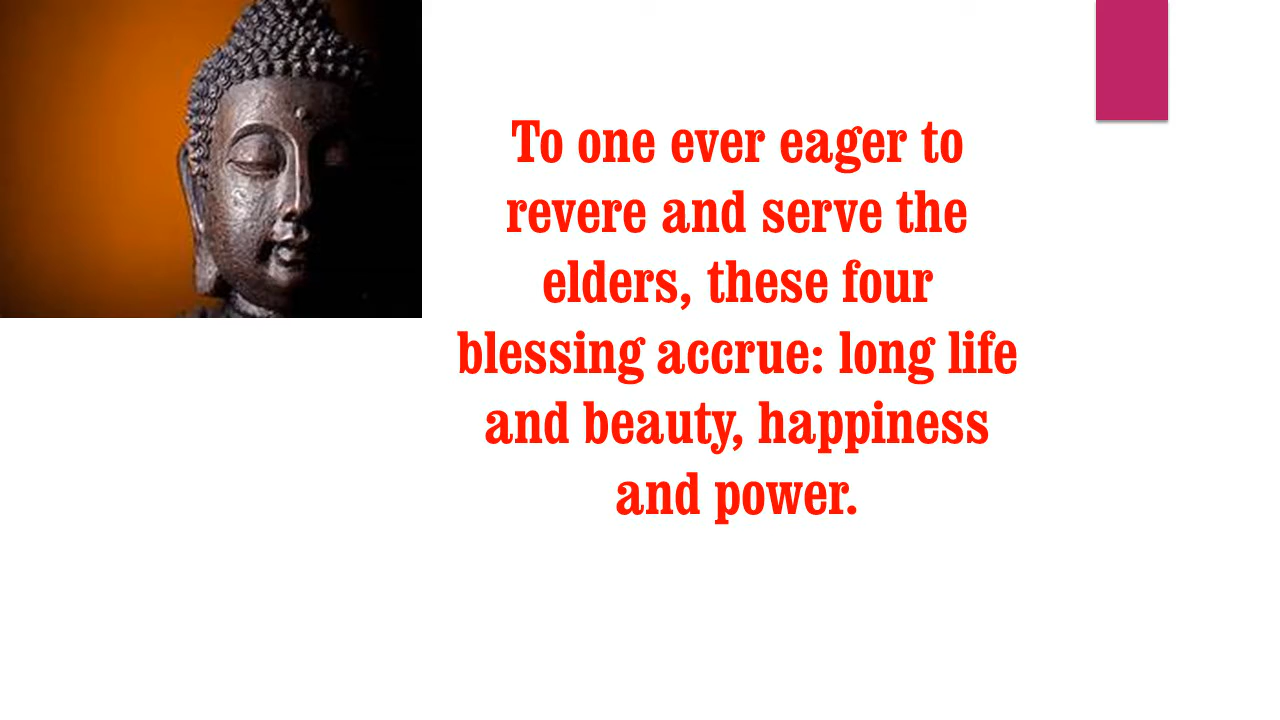 To one ever eager to
revere and serve the
elders, these four
blessing accrue: long life
and beauty, happiness
and power.